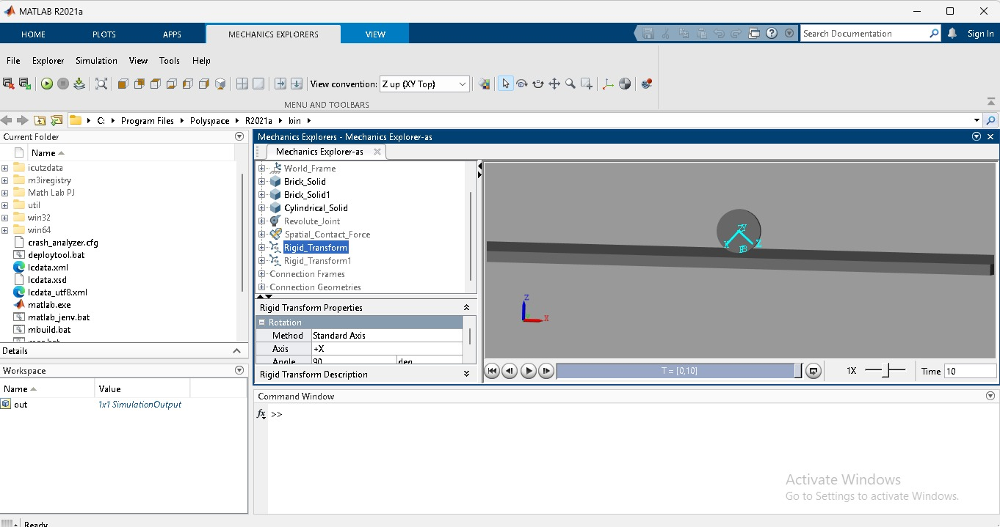 MATLAB R2021a
HOME PLOTS APPS MECHANICS EXPLORERS VIEW Search Documentation Sign In
File Explorer Simulation View Tools Help
View convention: Z up (XY Top)
MENU AND TOOLBARS
C: Program Files Polyspace R2021a bin
Current Folder
Name
icutzdata
m3iregistry
Math Lab PJ
util
win32
win64
crash_analyzer.cfg
deploytool.bat
lcdata.xml
lcdata.xsd
lcdata_utf8.xml
matlab.exe
matlab_jenv.bat
mbuild.bat
Details
Workspace
Name Value
out 1x1 SimulationOutput
Mechanics Explorers - Mechanics Explorer-as
Mechanics Explorer-as
World_Frame
Brick_Solid
Brick_Solid1
Cylindrical_Solid
Revolute_Joint
Spatial_Contact_Force
Rigid_Transform
Rigid_Transform1
Connection Frames
Connection Geometries
Rigid Transform Properties
Rotation
Method Standard Axis
Axis +X
Angle 90 deg
Rigid Transform Description
Z
X
T = [0,10] 1X Time 10
Command Window
fx >>
Activate Windows
Go to Settings to activate Windows.
Ready